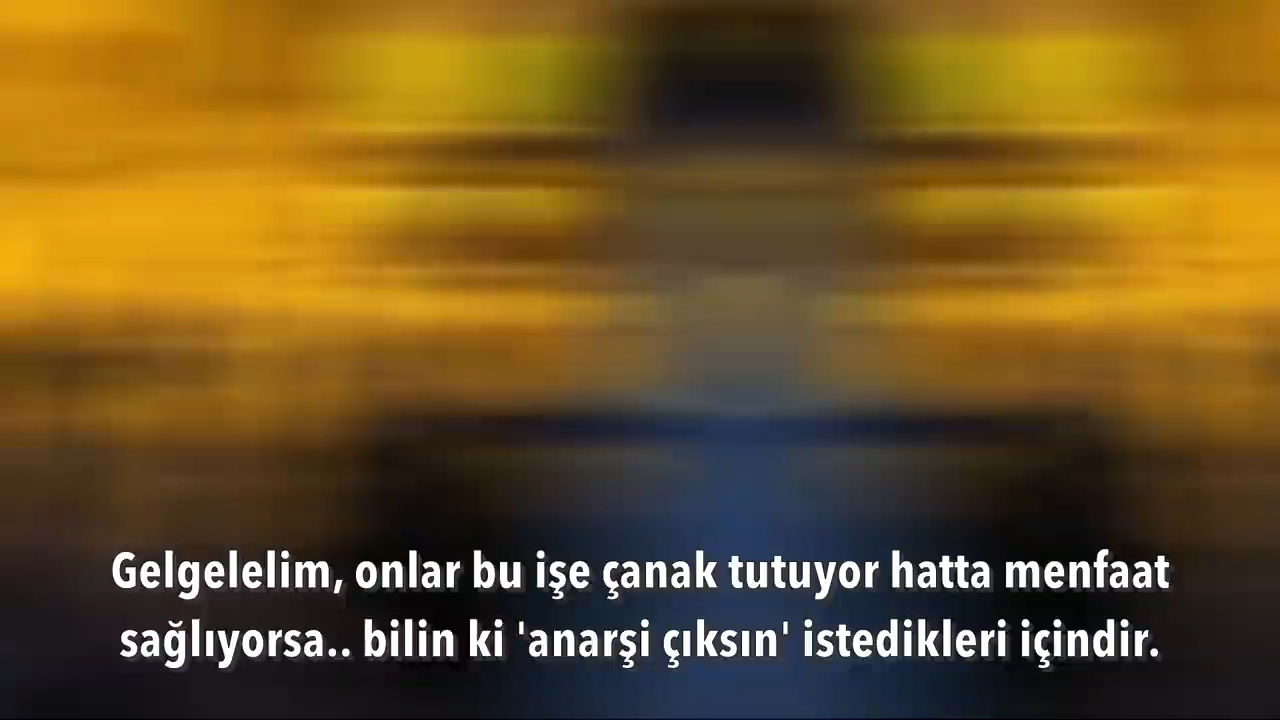 Gelgelelim, onlar bu işe çanak tutuyor hatta menfaat
sağlıyorsa.. bilin ki 'anarşi çıksın' istedikleri içindir.